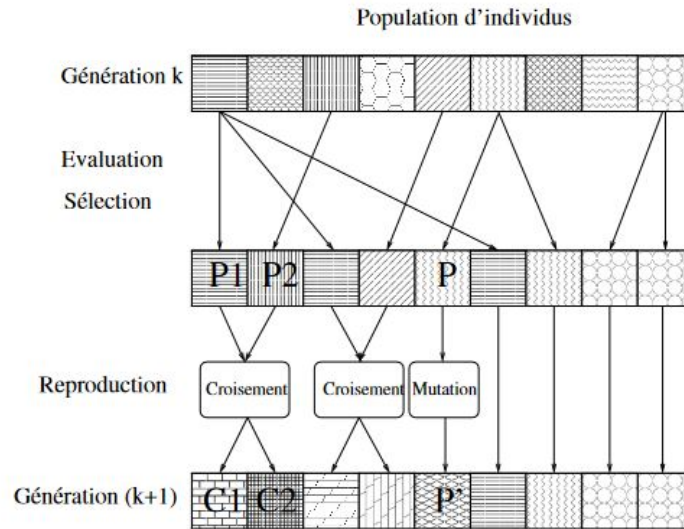 Population d'individus
Génération k
Evaluation
Sélection
P1 P2 P
Reproduction
Croisement Croisement Mutation
Génération (k+1)
C1 C2 P'